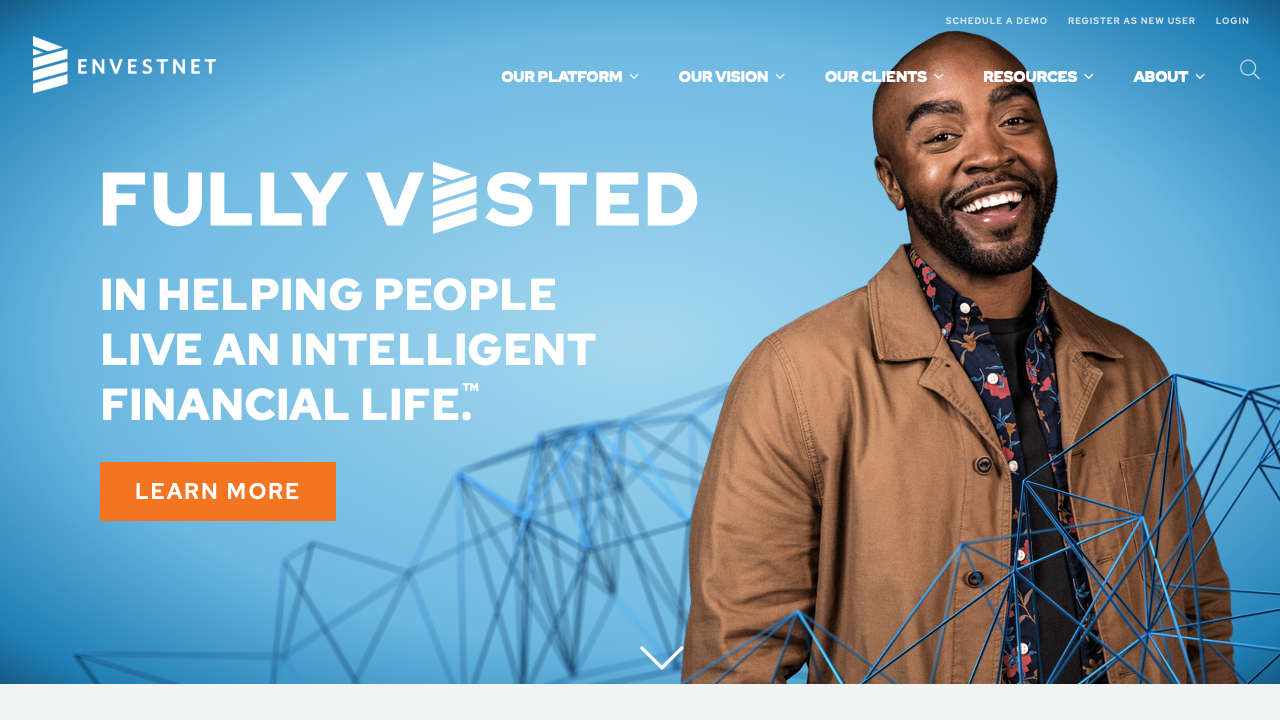 SCHEDULE A DEMO REGISTER AS NEW USER LOGIN
ENVESTNET
OUR PLATFORM OUR VISION OUR CLIENTS RESOURCES ABOUT
FULLY VESTED
IN HELPING PEOPLE
LIVE AN INTELLIGENT
FINANCIAL LIFE.™
LEARN MORE